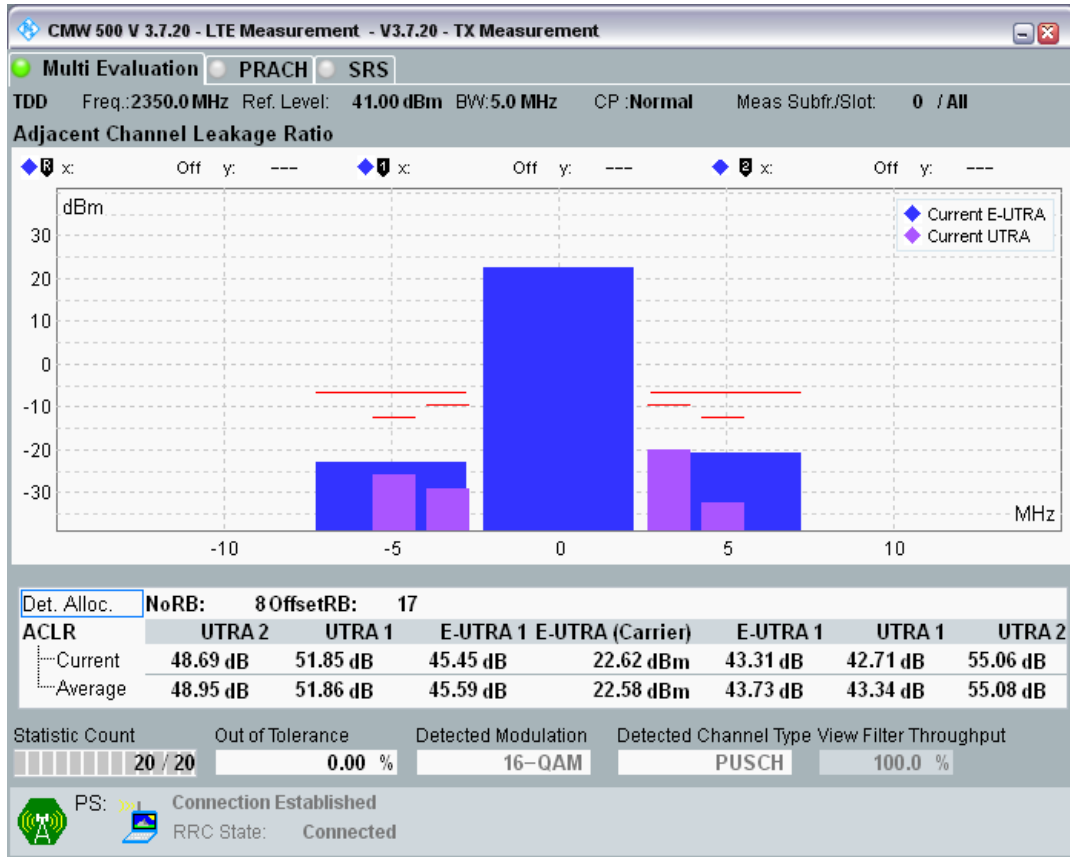 CMW 500 V 3.7.20 - LTE Measurement - V3.7.20 - TX Measurement
Multi Evaluation PRACH SRS
TDD Freq.:2350.0 MHz Ref. Level: 41.00 dBm BW:5.0 MHz CP :Normal Meas Subfr./Slot: 0 / All
Adjacent Channel Leakage Ratio
R x: Off y: --- 1 x: Off y: --- 2 x: Off y: ---
dBm
Current E-UTRA
Current UTRA
30
20
10
0
-10
-20
-30
MHz
-10 -5 0 5 10
Det. Alloc. NoRB: 8 OffsetRB: 17
ACLR UTRA 2 UTRA 1 E-UTRA 1 E-UTRA (Carrier) E-UTRA 1 UTRA 1 UTRA 2
Current 48.69 dB 51.85 dB 45.45 dB 22.62 dBm 43.31 dB 42.71 dB 55.06 dB
Average 48.95 dB 51.86 dB 45.59 dB 22.58 dBm 43.73 dB 43.34 dB 55.08 dB
Statistic Count Out of Tolerance Detected Modulation Detected Channel Type View Filter Throughput
20 / 20 0.00 % 16-QAM PUSCH 100.0 %
PS: Connection Established
RRC State: Connected